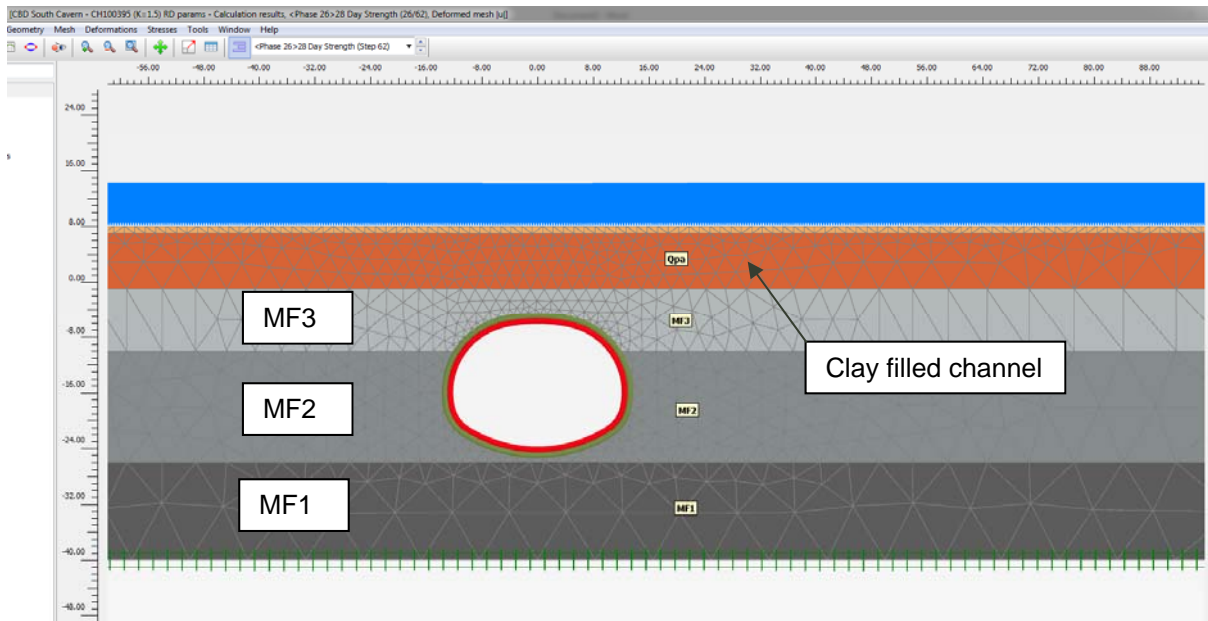 [CBD South Cavern - CH100395 (K=1.5) RD params - Calculation results, <Phase 26>28 Day Strength (26/62), Deformed mesh |u|]
Geometry Mesh Deformations Stresses Tools Window Help
<Phase 26>28 Day Strength (Step 62)
-56.00 -48.00 -40.00 -32.00 -24.00 -16.00 -8.00 0.00 8.00 16.00 24.00 32.00 40.00 48.00 56.00 64.00 72.00 80.00 88.00
24.00
16.00
8.00
Qpa
0.00
MF3
MF3
-8.00
Clay filled channel
-16.00
MF2
MF2
-24.00
-32.00
MF1
MF1
-40.00
-48.00